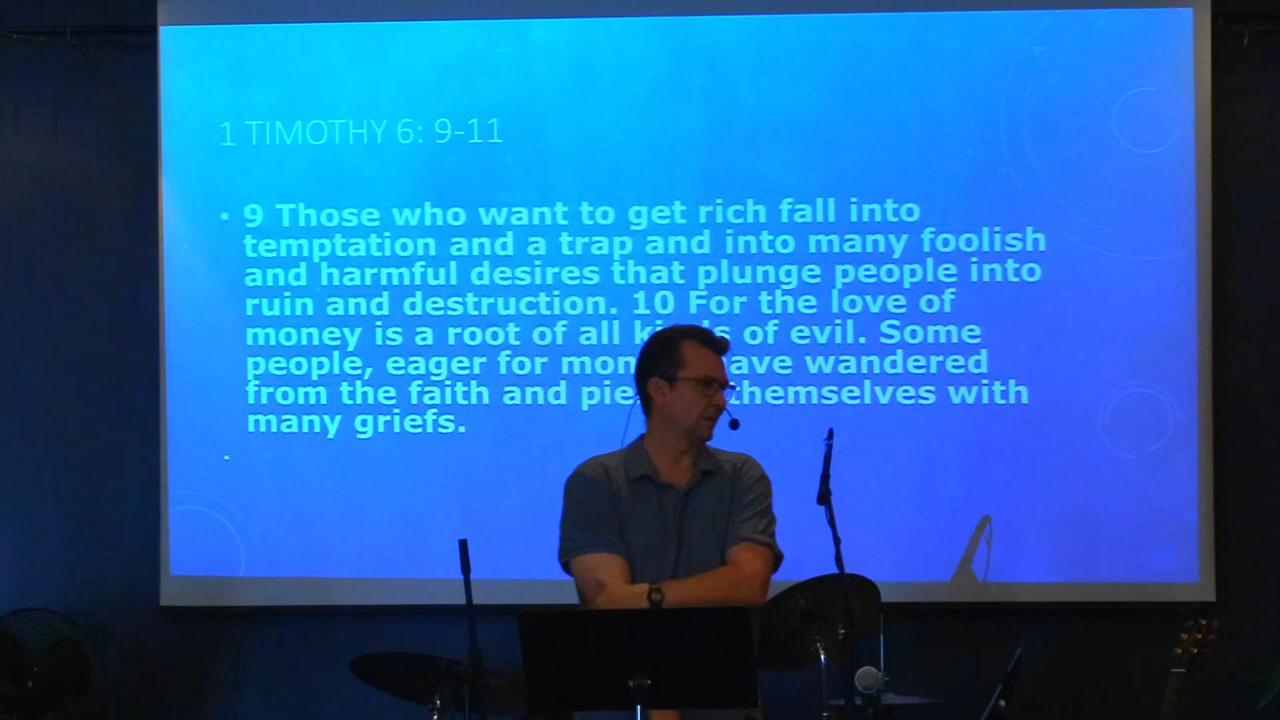 1 TIMOTHY 6: 9-11
• 9 Those who want to get rich fall into
temptation and a trap and into many foolish
and harmful desires that plunge people into
ruin and destruction. 10 For the love of
money is a root of all of evil. Some
people, eager for wandered
from the faith and themselves with
many griefs.